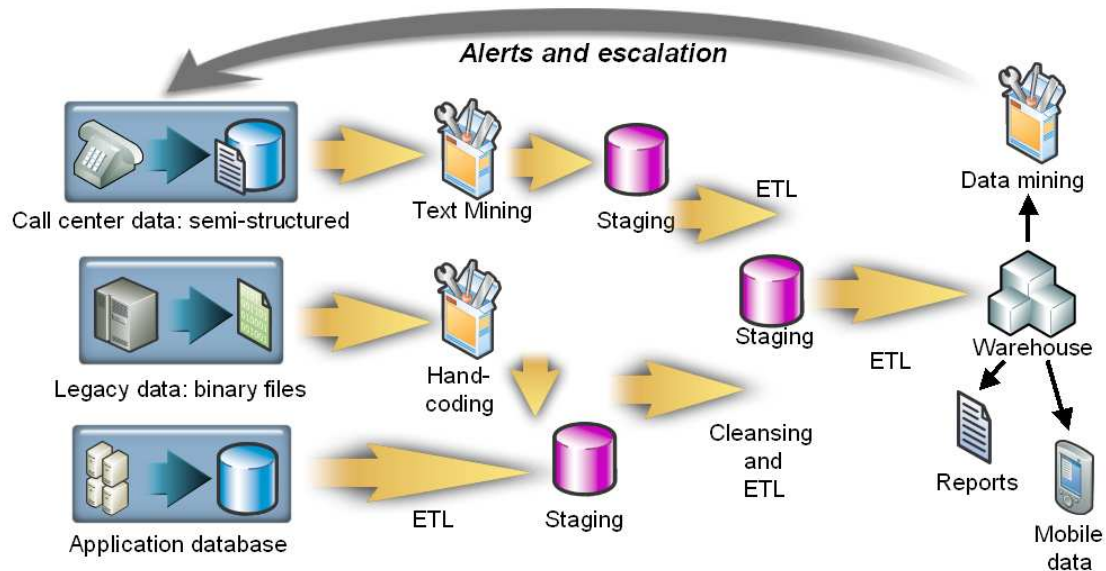 Alerts and escalation
Call center data: semi-structured
Text Mining
Staging
ETL
Data mining
Legacy data: binary files
Hand-
coding
Staging
ETL
Warehouse
Application database
ETL
Staging
Cleansing
and
ETL
Reports
Mobile
data